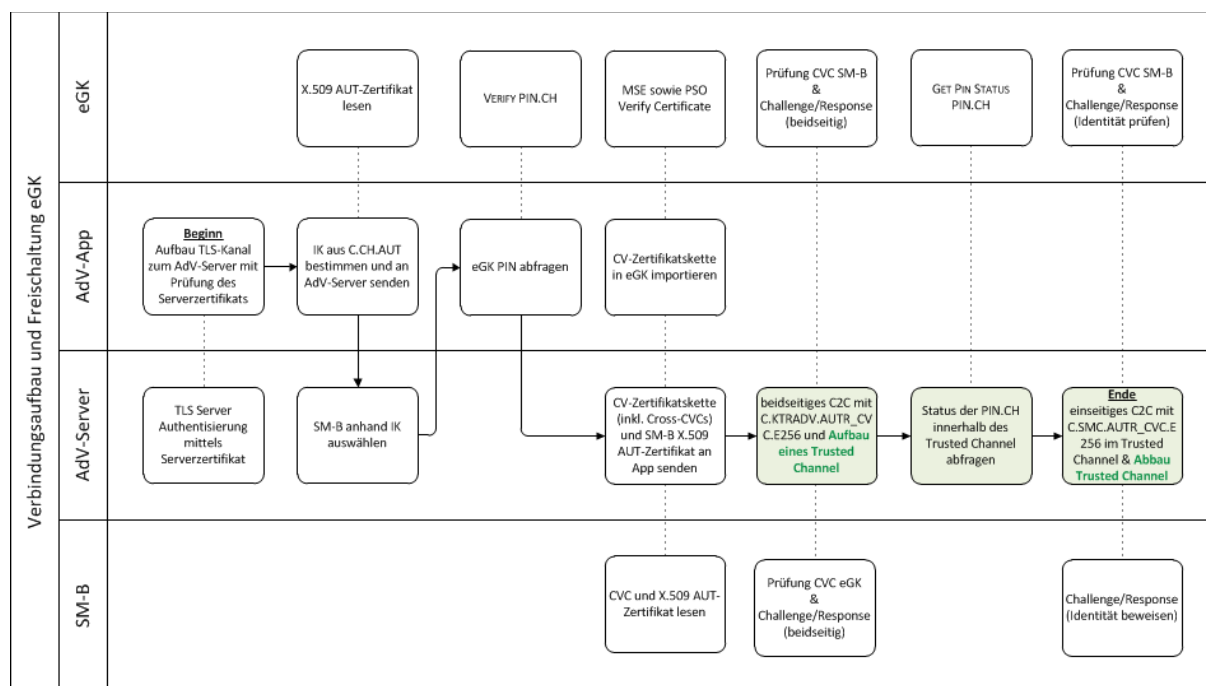 Verbindungsaufbau und Freischaltung eGK
eGK
X.509 AUT-Zertifikat
lesen
VERIFY PIN.CH
MSE sowie PSO
Verify Certificate
Prüfung CVC SM-B
&
Challenge/Response
(beidseitig)
GET PIN STATUS
PIN.CH
Prüfung CVC SM-B
&
Challenge/Response
(Identität prüfen)
AdV-App
Beginn
Aufbau TLS-Kanal
zum AdV-Server mit
Prüfung des
Serverzertifikats
IK aus C.CH.AUT
bestimmen und an
AdV-Server senden
eGK PIN abfragen
CV-Zertifikatskette
in eGK importieren
AdV-Server
TLS Server
Authentisierung
mittels
Serverzertifikat
SM-B anhand IK
auswählen
CV-Zertifikatskette
(inkl. Cross-CVCs)
und SM-B X.509
AUT-Zertifikat an
App senden
beidseitiges C2C mit
C.KTRADV.AUTR_CV
C.E256 und Aufbau
eines Trusted
Channel
Status der PIN.CH
innerhalb des
Trusted Channel
abfragen
Ende
einseitiges C2C mit
C.SMC.AUTR_CVC.E
256 im Trusted
Channel & Abbau
Trusted Channel
SM-B
CVC und X.509 AUT-
Zertifikat lesen
Prüfung CVC eGK
&
Challenge/Response
(beidseitig)
Challenge/Response
(Identität beweisen)